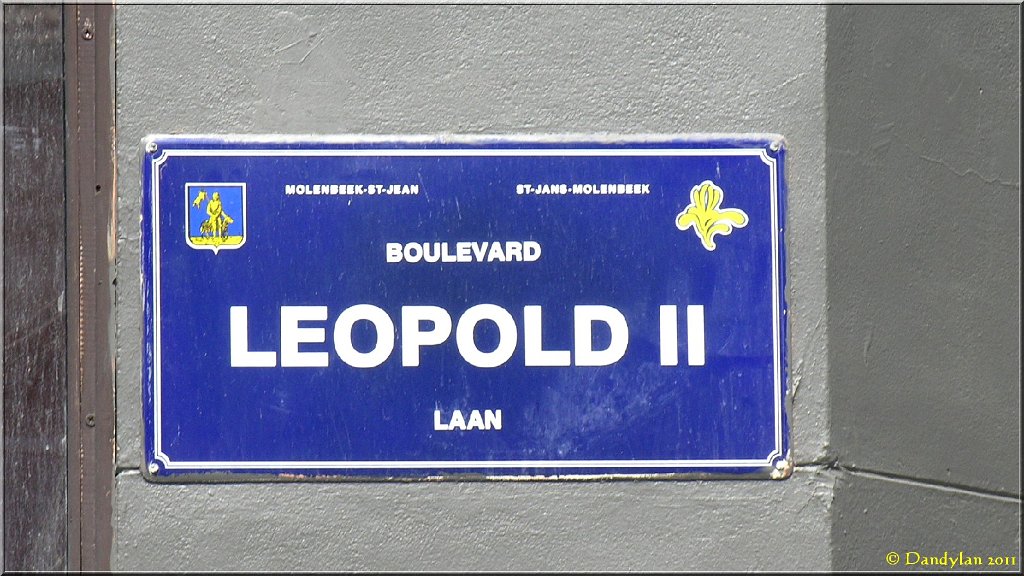 MOLENBEEK-ST-JEAN ST-JANS-MOLENBEEK
BOULEVARD
LEOPOLD II
LAAN
© Dandylan 2011